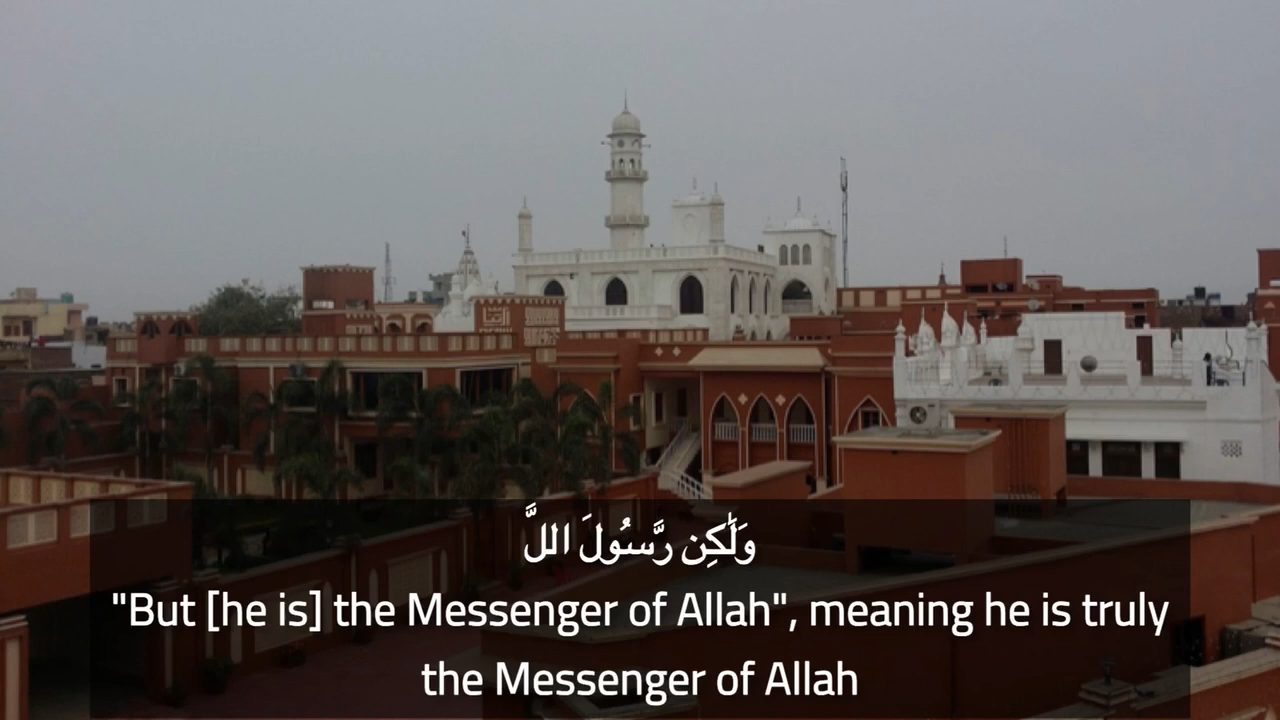 وَلَٰكِن رَّسُولَ اللَّ
"But [he is] the Messenger of Allah", meaning he is truly
the Messenger of Allah